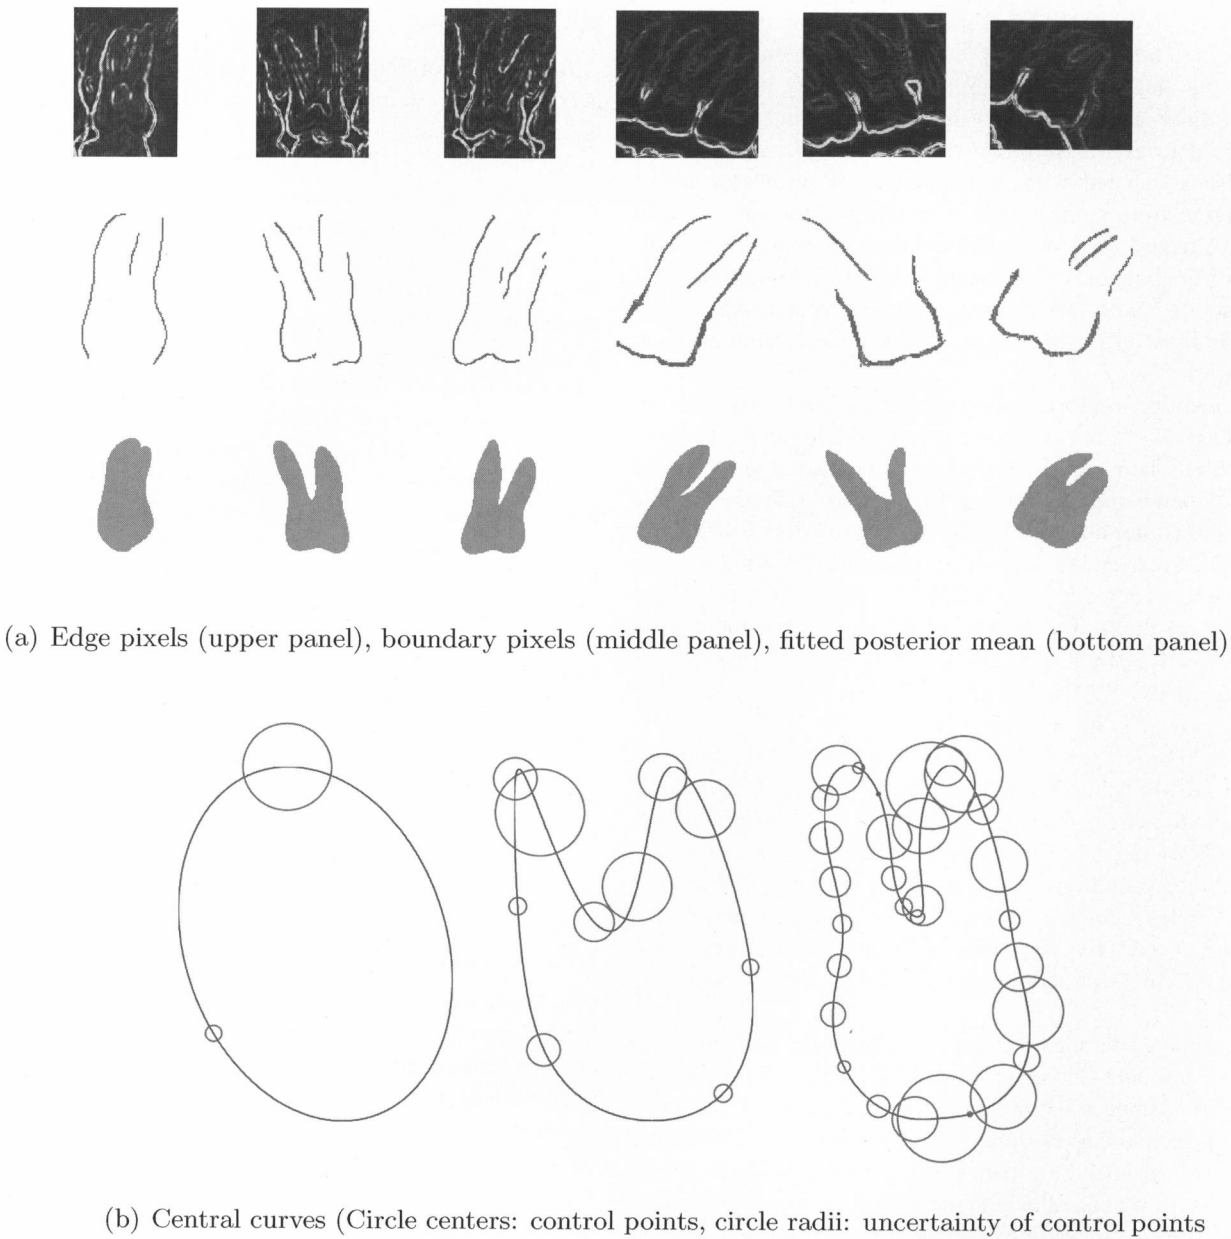 (a) Edge pixels (upper panel), boundary pixels (middle panel), fitted posterior mean (bottom panel)
(b) Central curves (Circle centers: control points, circle radii: uncertainty of control points